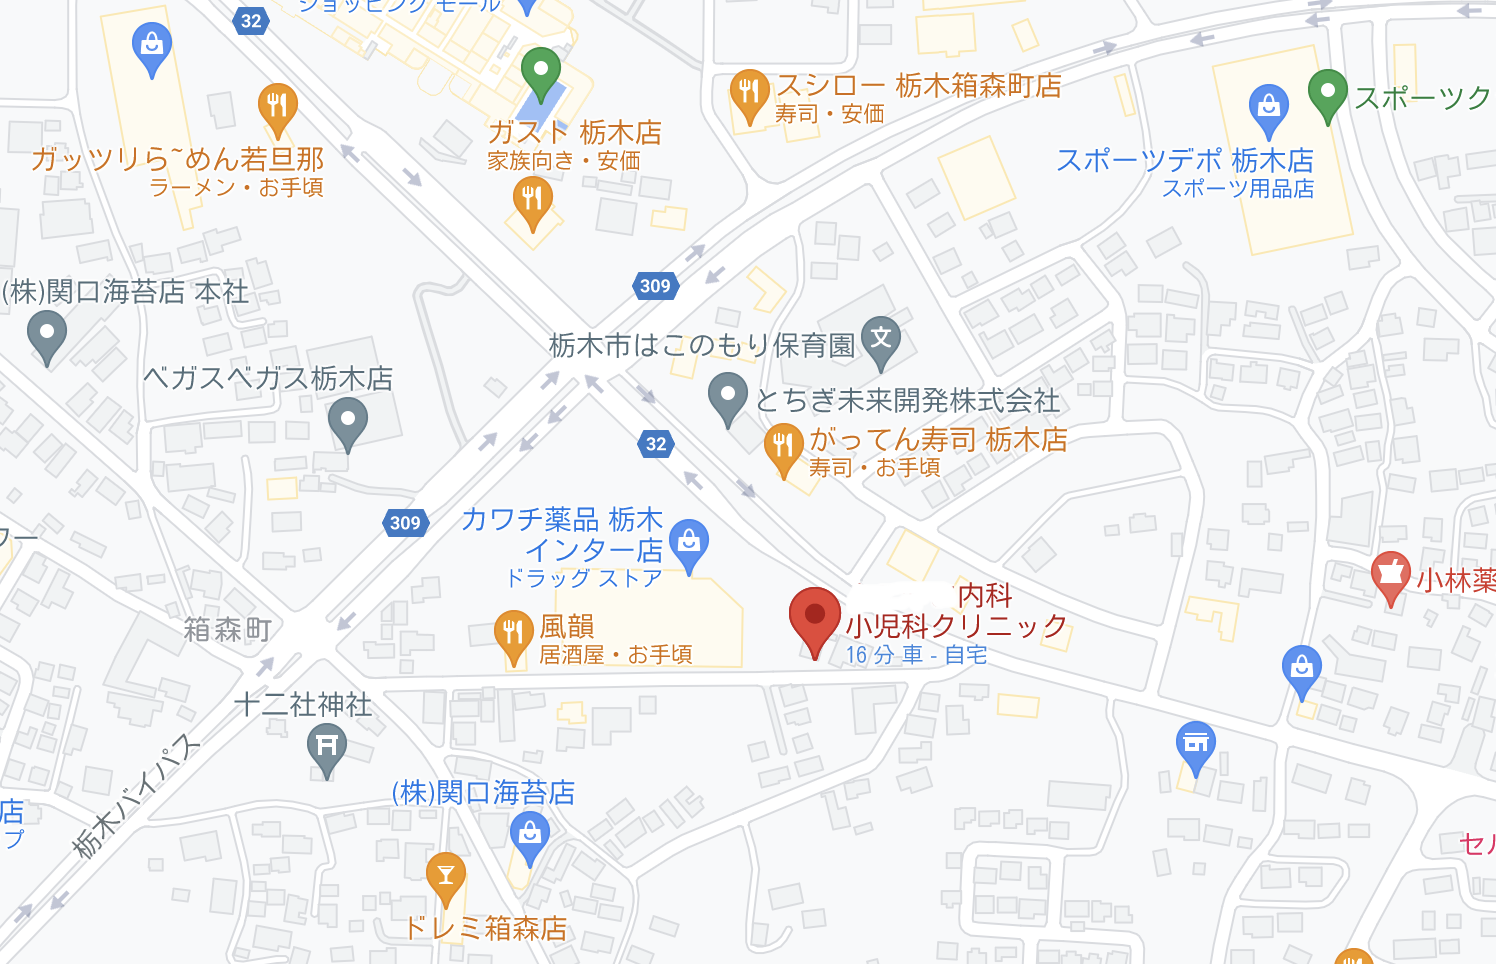 ショッピング モール
32
スシロー 栃木箱森町店
寿司・安価
スポーツク
ガスト 栃木店
家族向き・安価
ガッツリら~めん若旦那
ラーメン・お手頃
スポーツデポ 栃木店
スポーツ用品店
309
(株)関口海苔店 本社
栃木市はこのもり保育園
文
ベガスベガス栃木店
とちぎ未来開発株式会社
32
がってん寿司 栃木店
寿司・お手頃
309
カワチ薬品 栃木
インター店
ドラッグ ストア
ワー
小林薬
内科
小児科クリニック
16 分 車 - 自宅
箱森町
風韻
居酒屋・お手頃
十二社神社
栃木バイパス
(株)関口海苔店
店
プ
セル
ドレミ箱森店